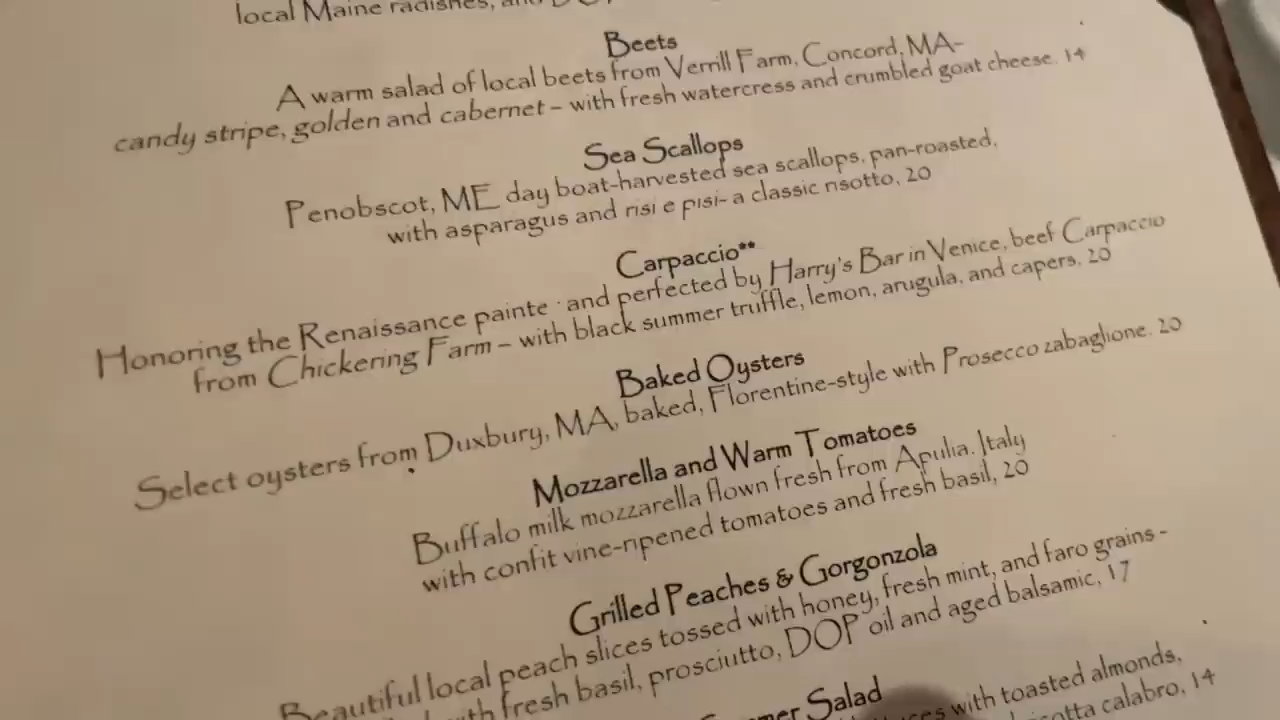 local Maine radishes, and DOP
Beets
A warm salad of local beets from Verrill Farm, Concord, MA-
candy stripe, golden and cabernet – with fresh watercress and crumbled goat cheese. 14
Sea Scallops
Penobscot, ME day boat-harvested sea scallops, pan-roasted,
with asparagus and risi e pisi- a classic risotto, 20
Carpaccio**
Honoring the Renaissance painte and perfected by Harry's Bar in Venice, beef Carpaccio
from Chickering Farm – with black summer truffle, lemon, arugula, and capers. 20
Baked Oysters
Select oysters from Duxbury, MA, baked, Florentine-style with Prosecco zabaglione. 20
Mozzarella and Warm Tomatoes
Buffalo milk mozzarella flown fresh from Apulia. Italy
with confit vine-ripened tomatoes and fresh basil, 20
Grilled Peaches & Gorgonzola
Beautiful local peach slices tossed with honey, fresh mint, and faro grains -
with fresh basil, prosciutto, DOP oil and aged balsamic, 17
Salad
with toasted almonds,
calabro, 14